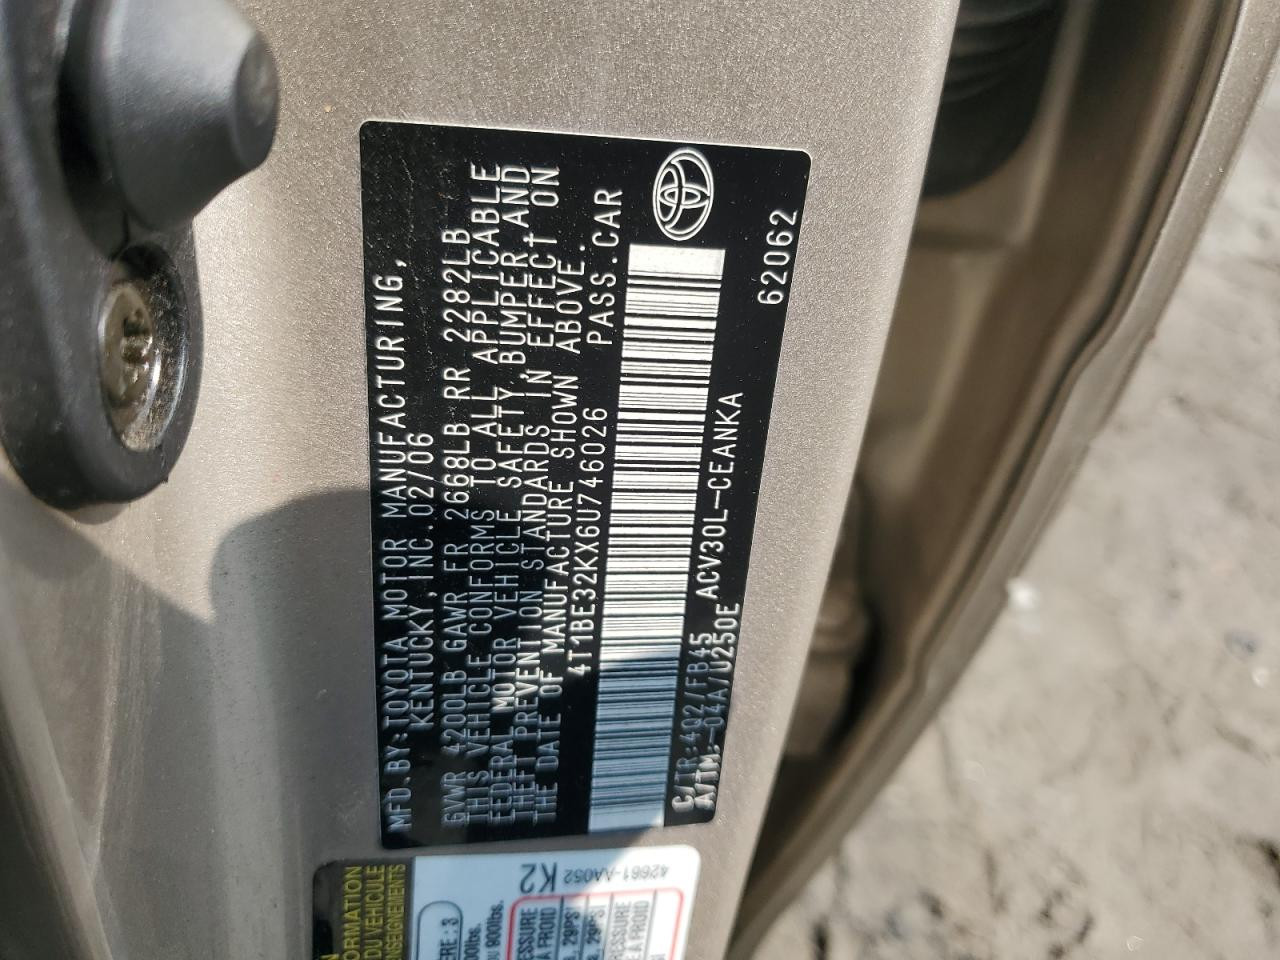 MFD.BY:TOYOTA MOTOR MANUFACTURING,
KENTUCKY,INC.02/06
GVWR 4200LB GAWR FR 2668LB RR 2282LB
THIS VEHICLE CONFORMS TO ALL APPLICABLE
FEDERAL MOTOR VEHICLE SAFETY,BUMPER,AND
THEFT PREVENTION STANDARDS IN EFFECT ON
THE DATE OF MANUFACTURE SHOWN ABOVE.
4T1BE32KX6U746026 PASS.CAR
C/TR:4Q2/FB45 ACV30L-CEANKA
A/TM:-04A/U250E 62062
42661-AA052
K2